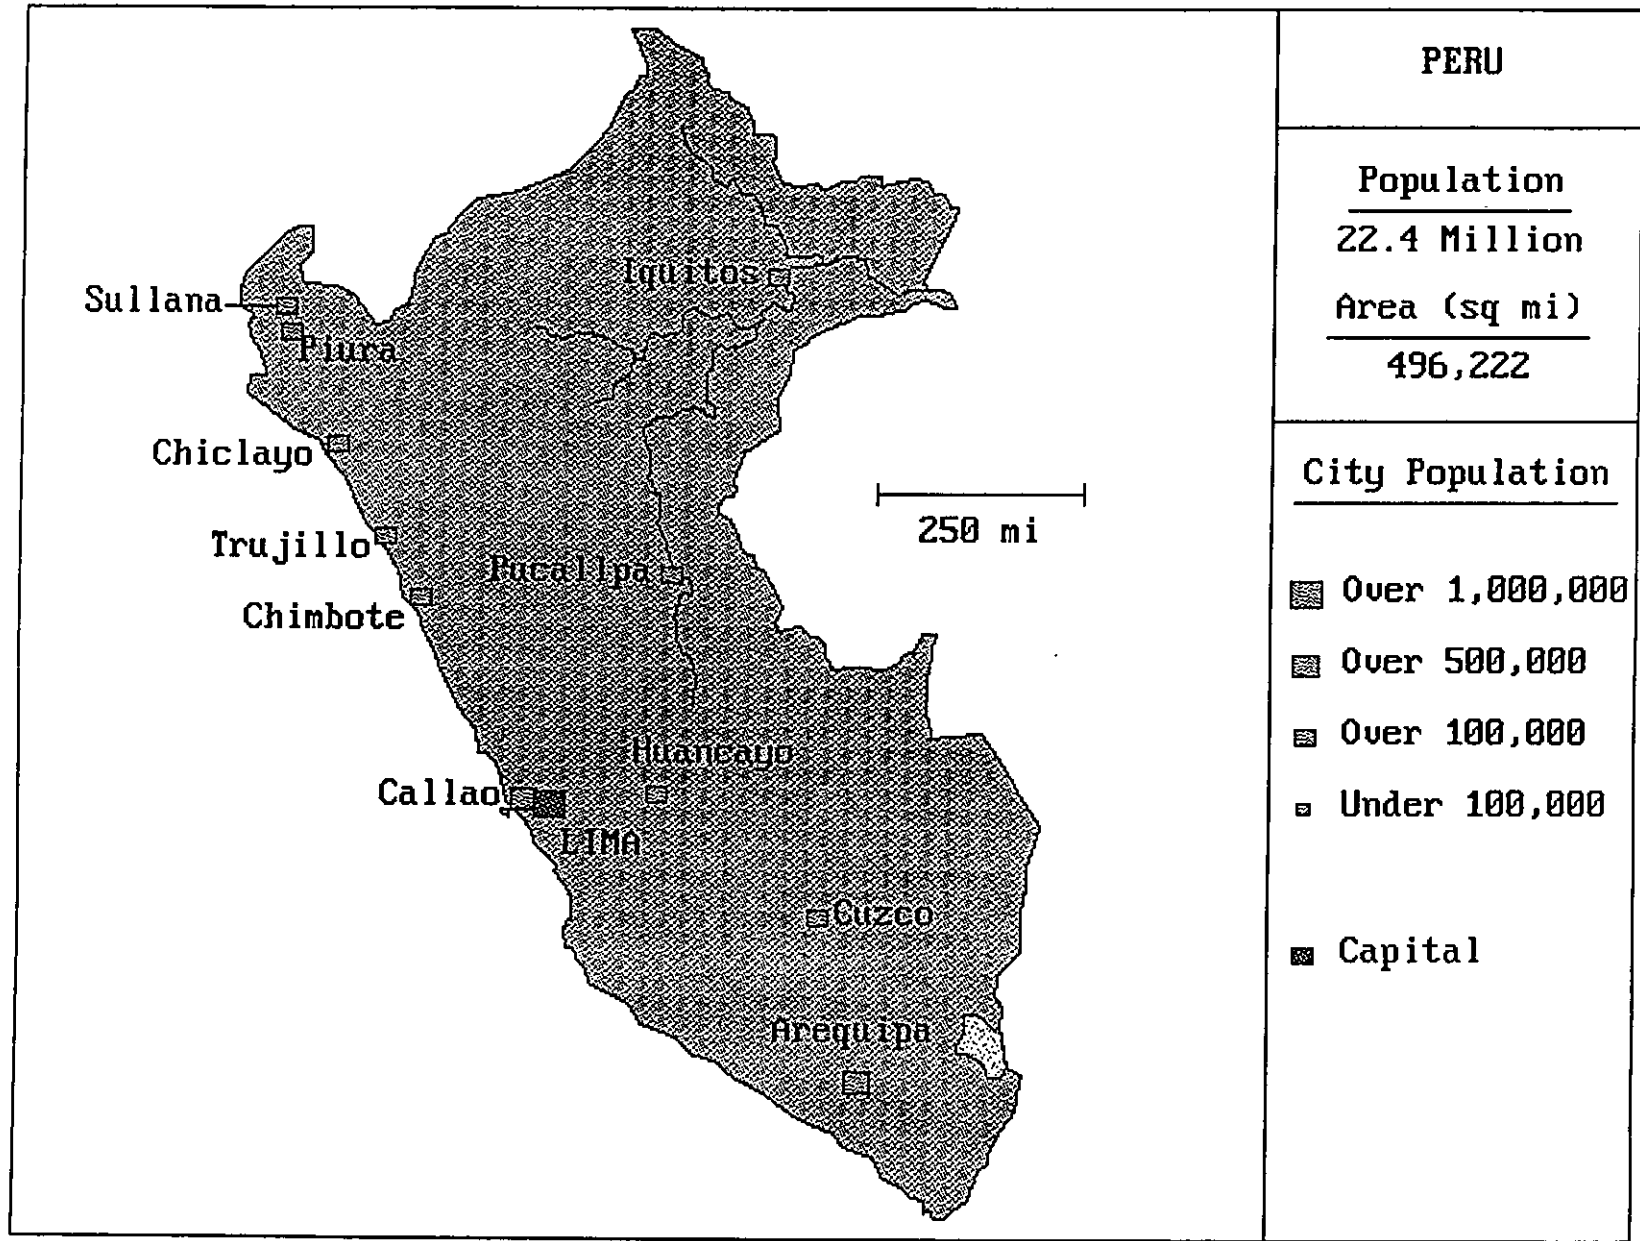 PERU
Population
22.4 Million
Area (sq mi)
496,222
City Population
Over 1,000,000
Over 500,000
Over 100,000
Under 100,000
Capital
Iquitos
Sullana
Piura
Chiclayo
250 mi
Trujillo
Pucallpa
Chimbote
Huancayo
Callao
LIMA
Cuzco
Arequipa